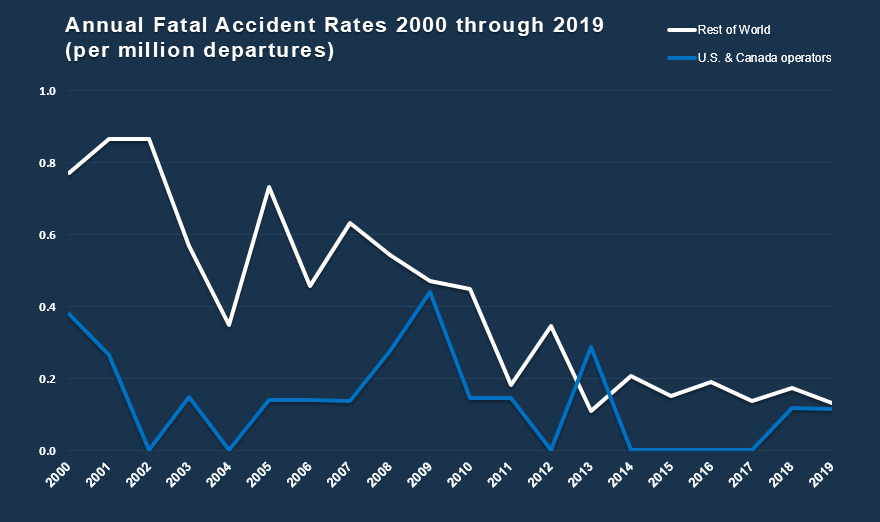 Annual Fatal Accident Rates 2000 through 2019
(per million departures)
Rest of World
U.S. & Canada operators
1.0
0.8
0.6
0.4
0.2
0.0
2000 2001 2002 2003 2004 2005 2006 2007 2008 2009 2010 2011 2012 2013 2014 2015 2016 2017 2018 2019